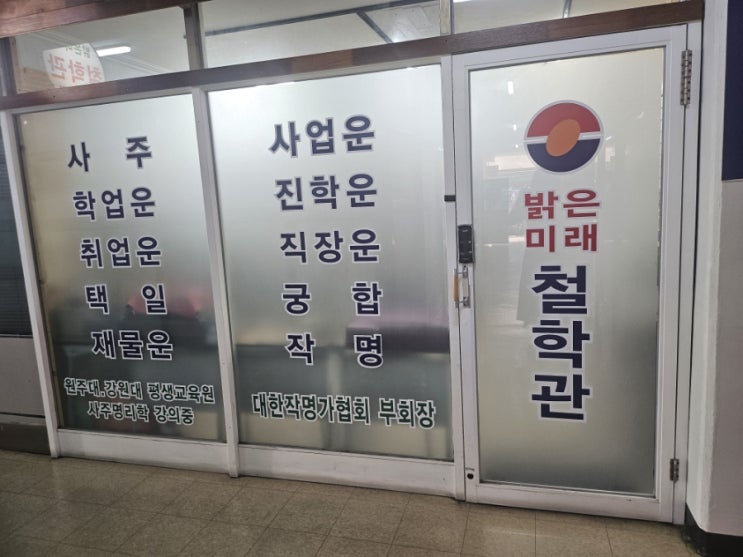 철학관
사 주
학업운
취업운
택 일
재물운
원주대.강원대 평생교육원
사주명리학 강의중
사업운
진학운
직장운
궁 합
작 명
대한작명가협회 부회장
밝은
미래
철학관